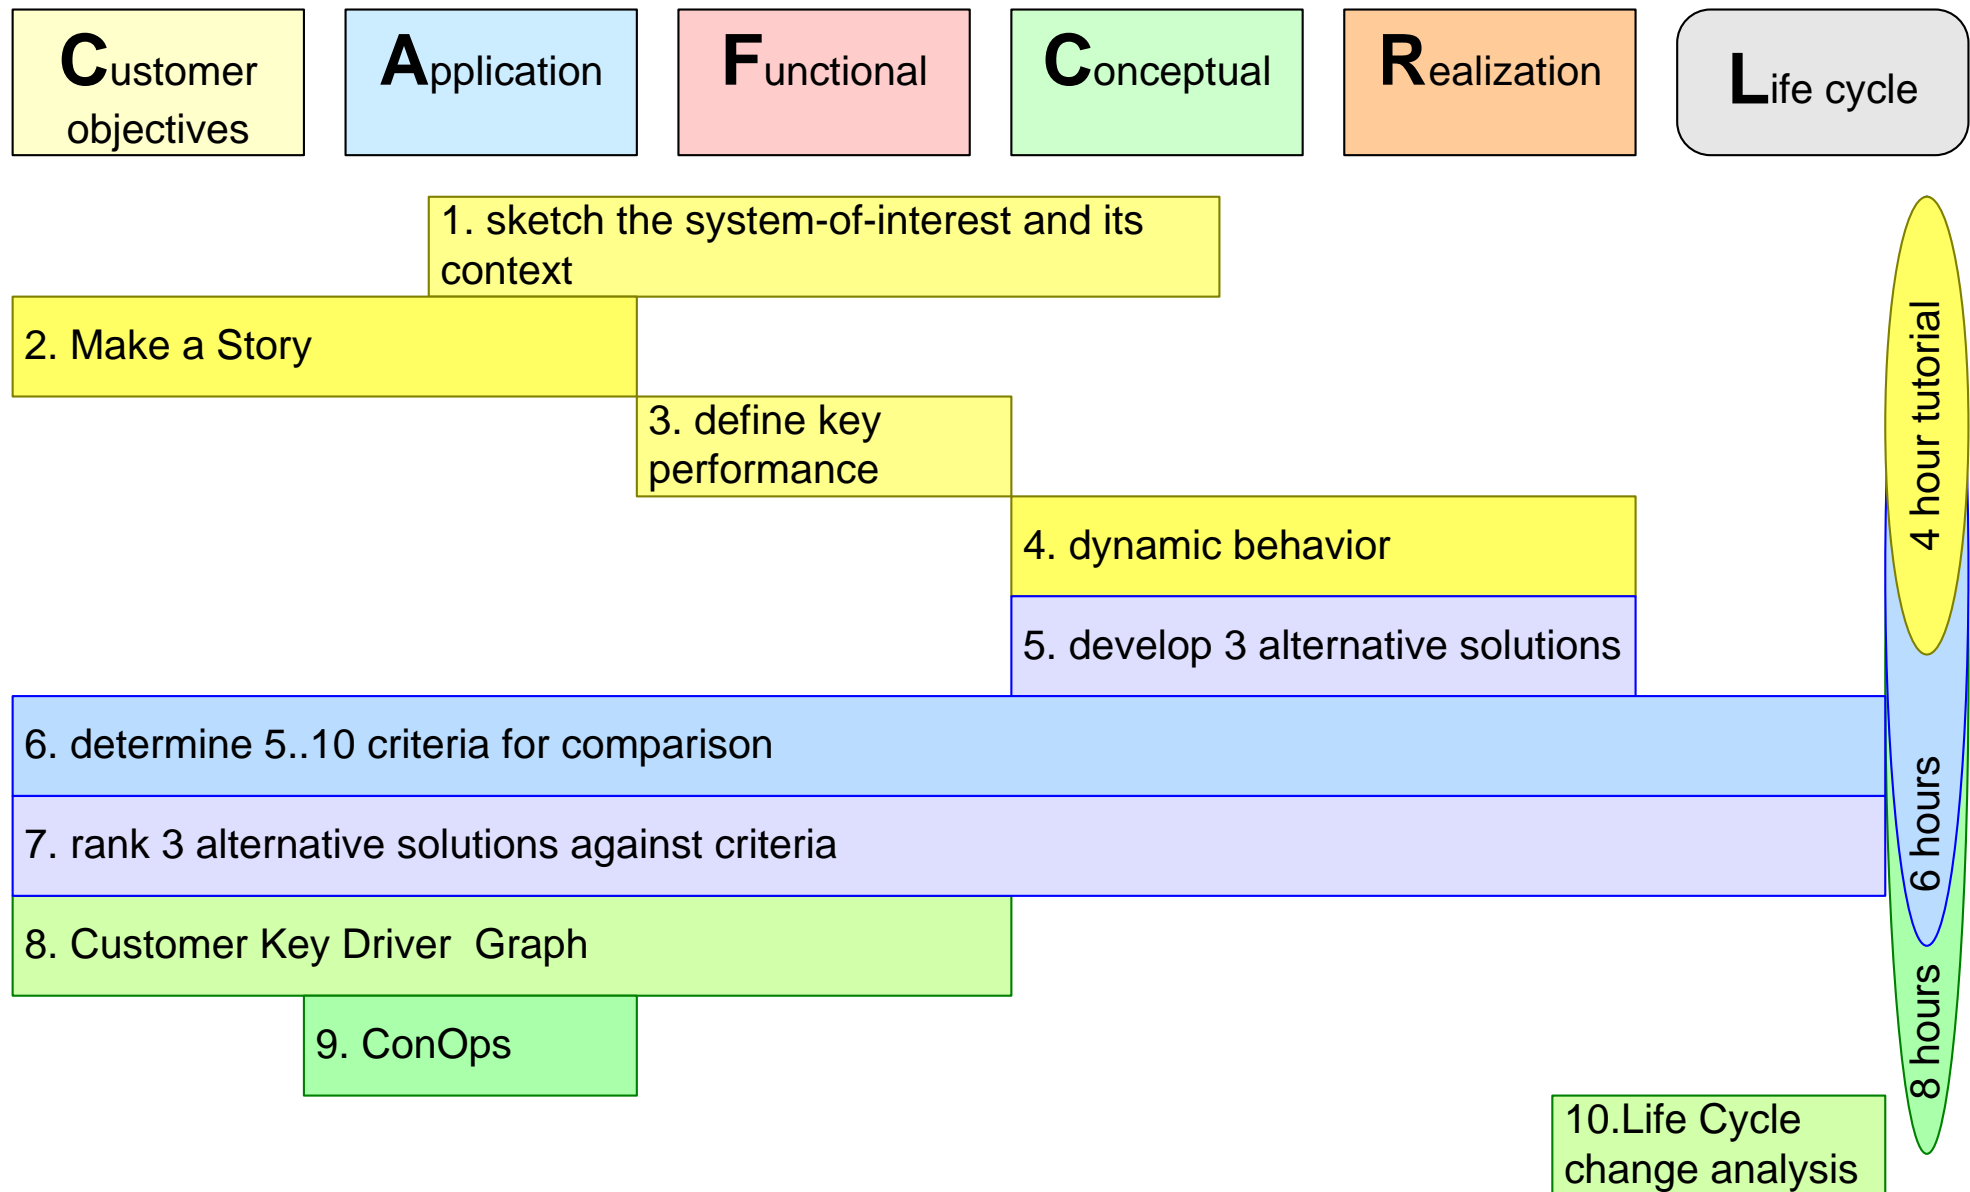 Customer
objectives
Application
Functional
Conceptual
Realization
Life cycle
1. sketch the system-of-interest and its
context
2. Make a Story
3. define key
performance
4. dynamic behavior
5. develop 3 alternative solutions
6. determine 5..10 criteria for comparison
7. rank 3 alternative solutions against criteria
8. Customer Key Driver  Graph
9. ConOps
10.Life Cycle
change analysis
4 hour tutorial
6 hours
8 hours